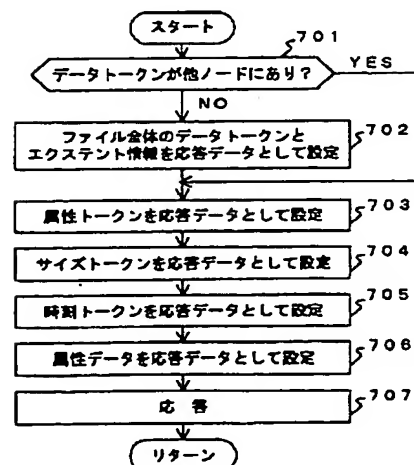 スタート
701
データトークンが他ノードにあり?
YES
NO
ファイル全体のデータトークンと
エクステント情報を応答データとして設定
702
属性トークンを応答データとして設定
703
サイズトークンを応答データとして設定
704
時刻トークンを応答データとして設定
705
属性データを応答データとして設定
706
応答
707
リターン